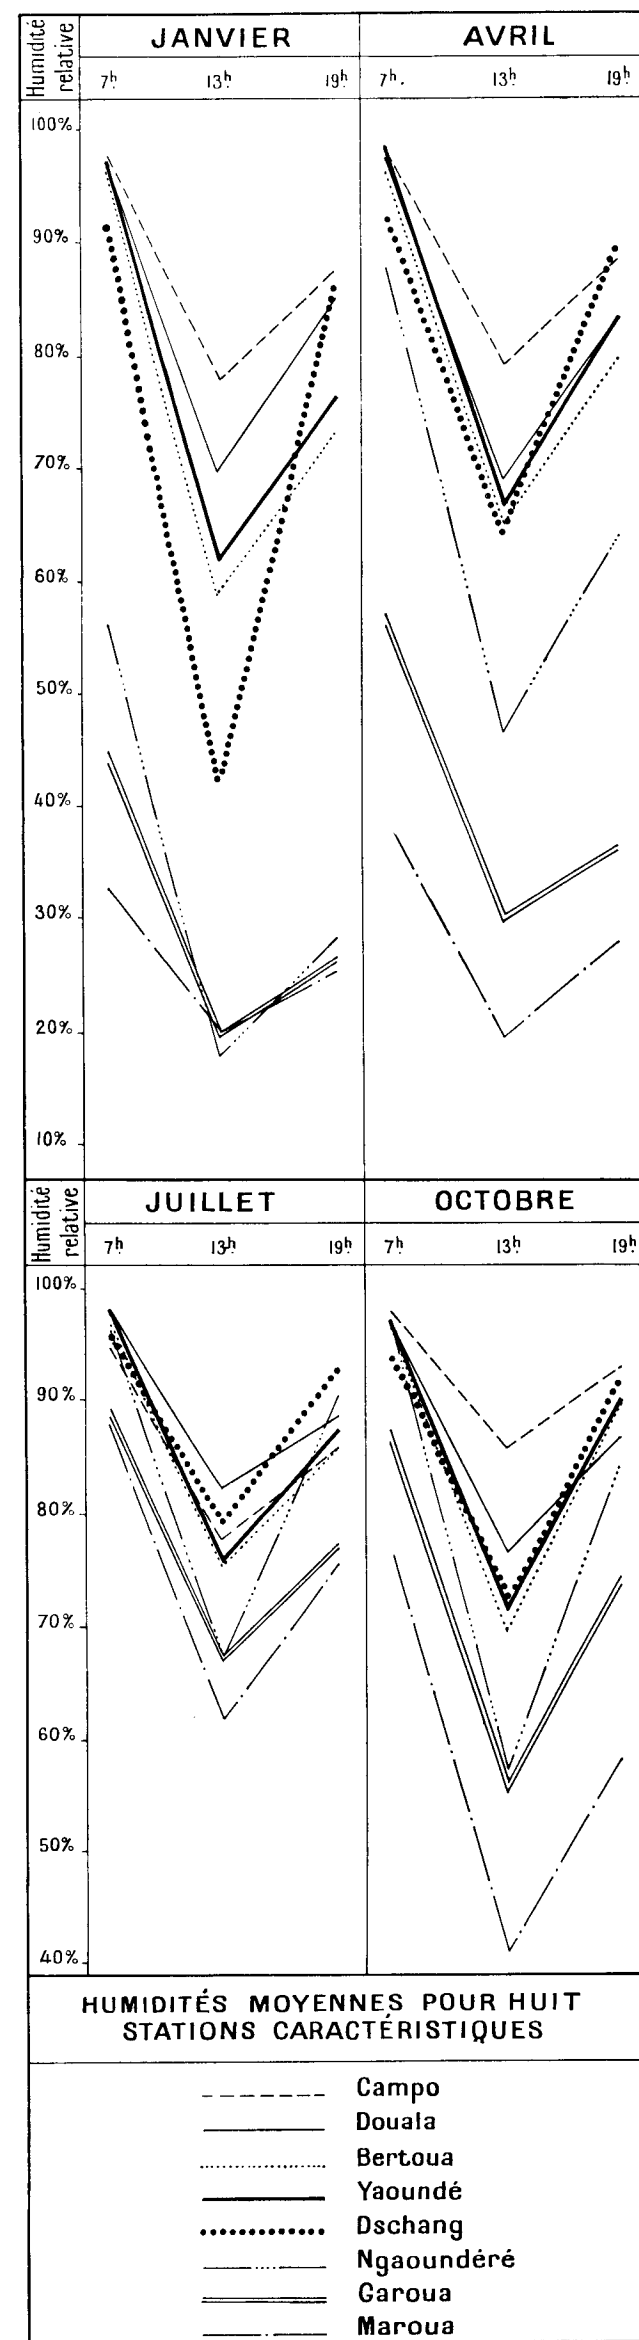 Humidité relative
JANVIER AVRIL
7h 13h 19h 7h. 13h 19h
100%
90%
80%
70%
60%
50%
40%
30%
20%
10%
Humidité relative
JUILLET OCTOBRE
7h 13h 19h 7h 13h 19h
100%
90%
80%
70%
60%
50%
40%
HUMIDITÉS MOYENNES POUR HUIT
STATIONS CARACTÉRISTIQUES
Campo
Douala
Bertoua
Yaoundé
Dschang
Ngaoundéré
Garoua
Maroua